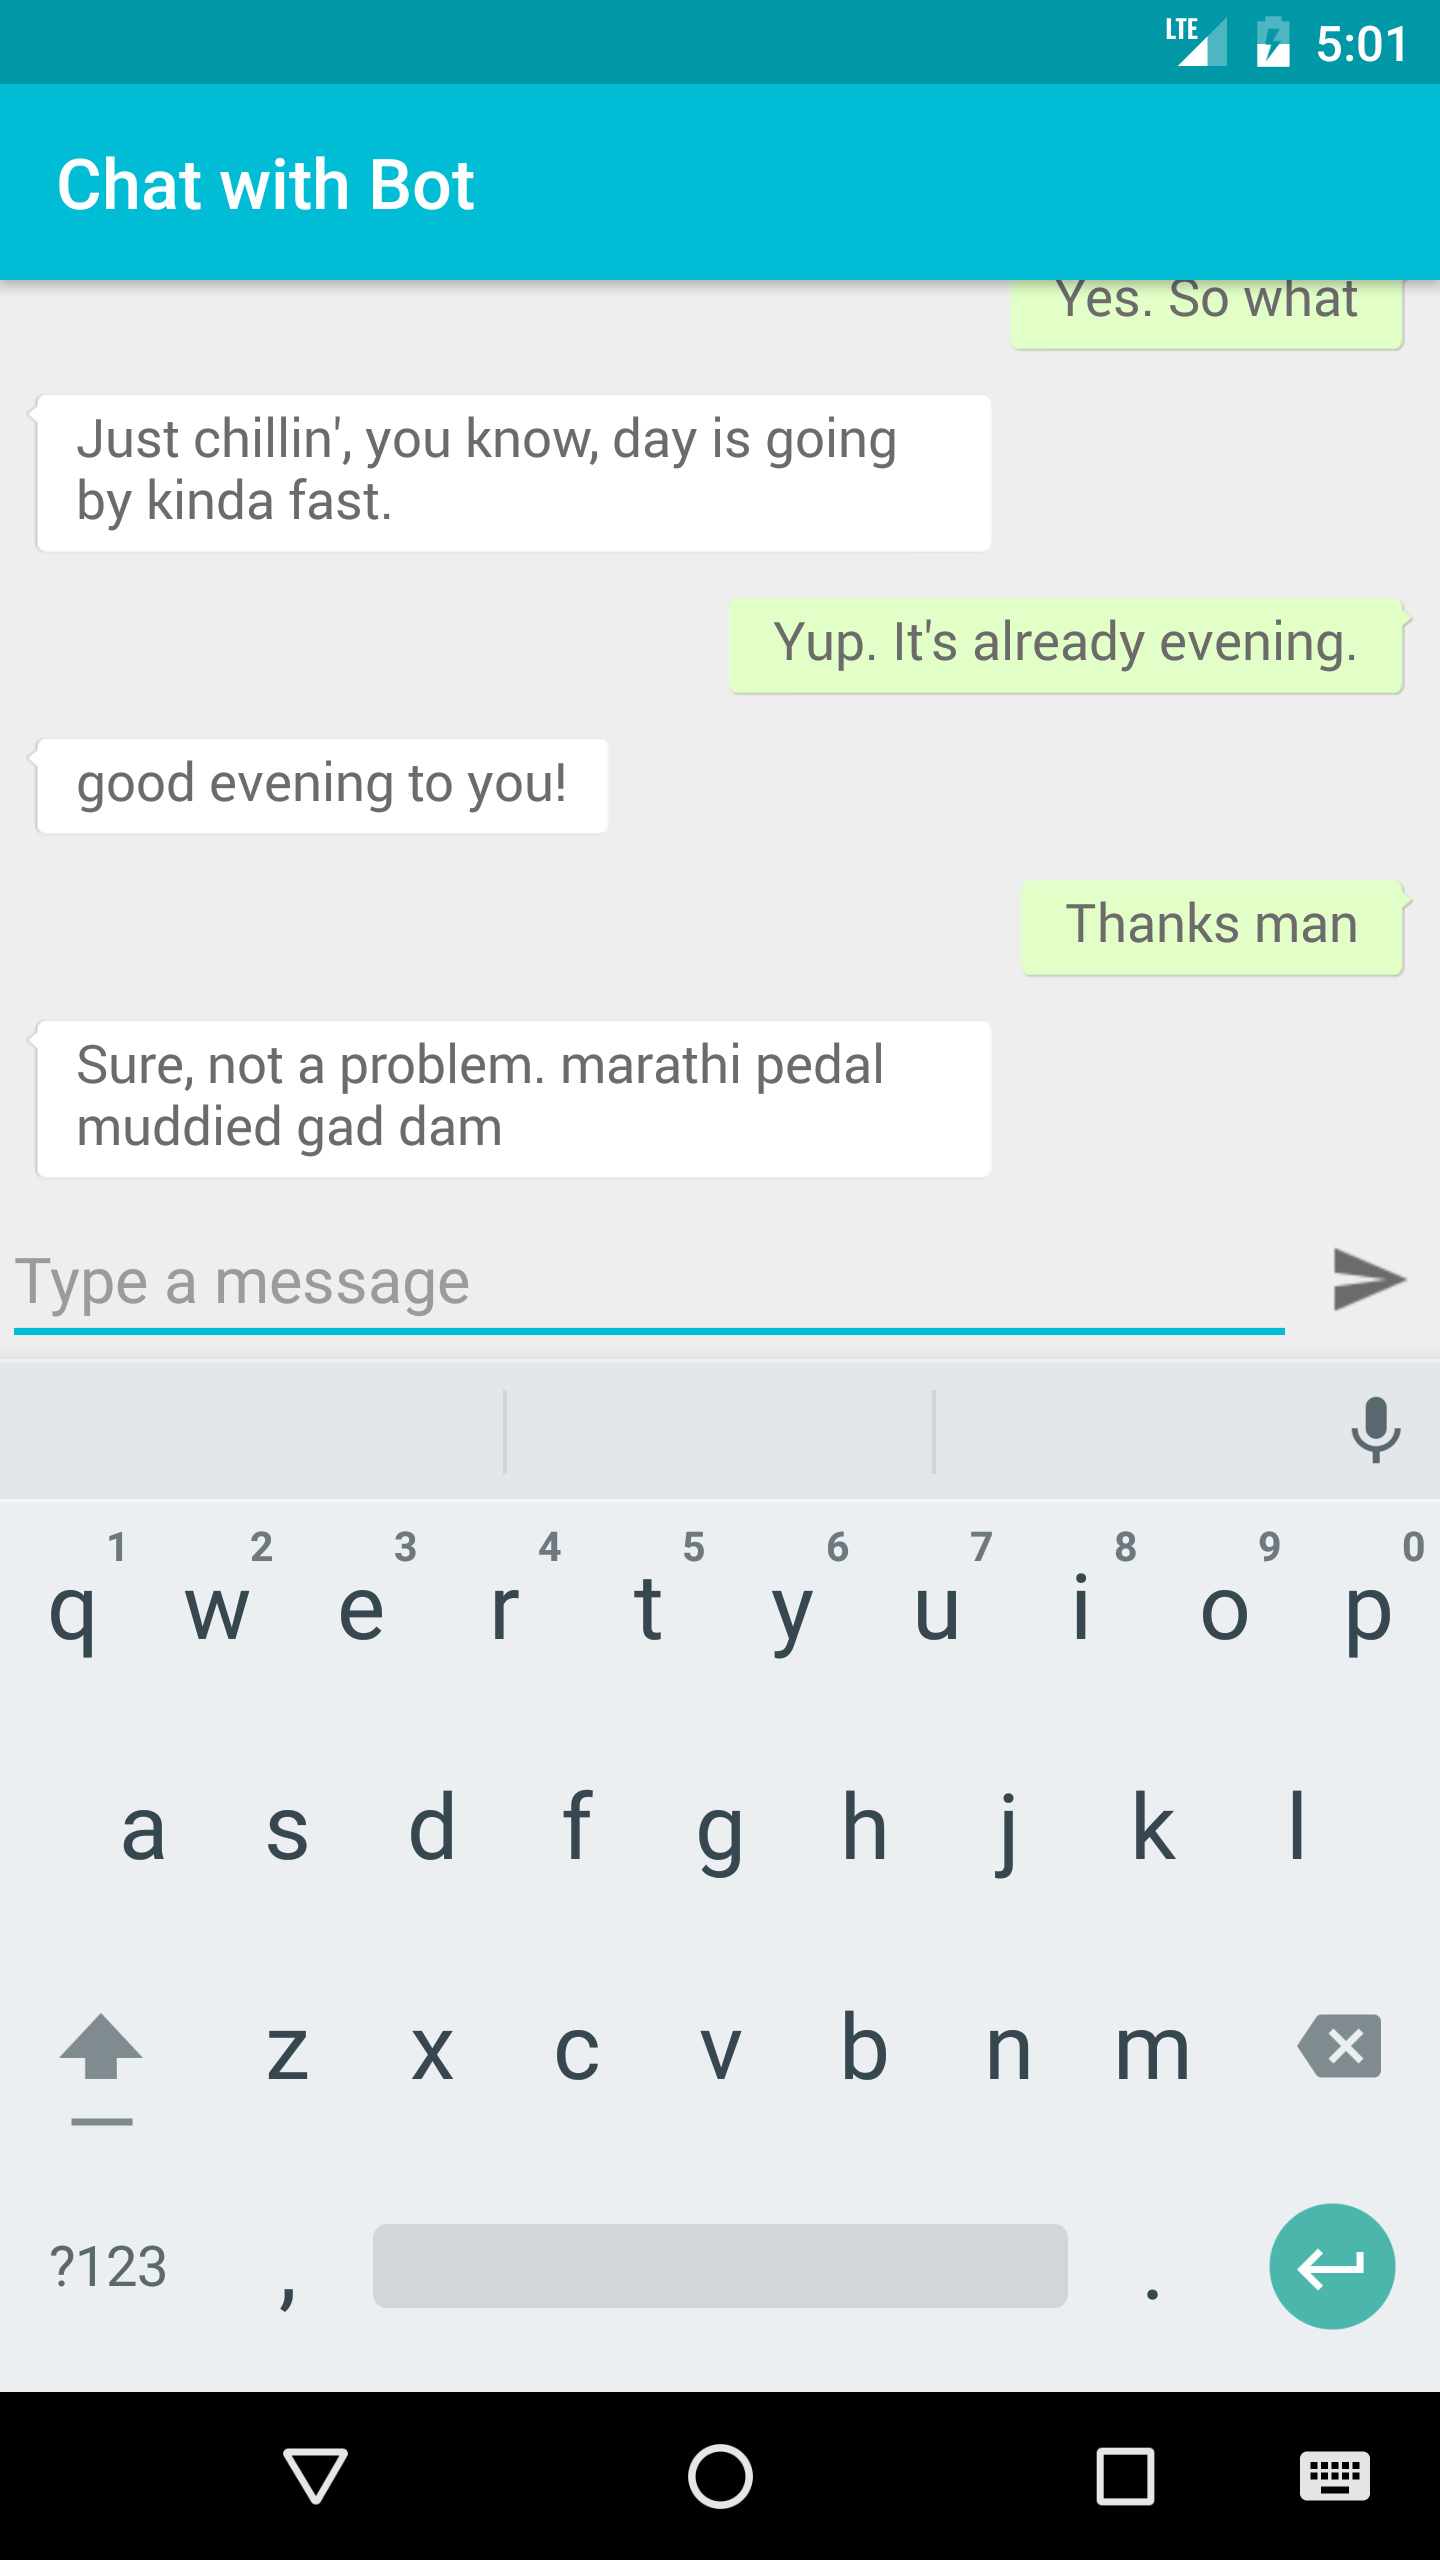 LTE 5:01
Chat with Bot
Yes. So what
Just chillin', you know, day is going
by kinda fast.
Yup. It's already evening.
good evening to you!
Thanks man
Sure, not a problem. marathi pedal
muddied gad dam
Type a message
1 2 3 4 5 6 7 8 9 0
q w e r t y u i o p
a s d f g h j k l
z x c v b n m
?123 , .